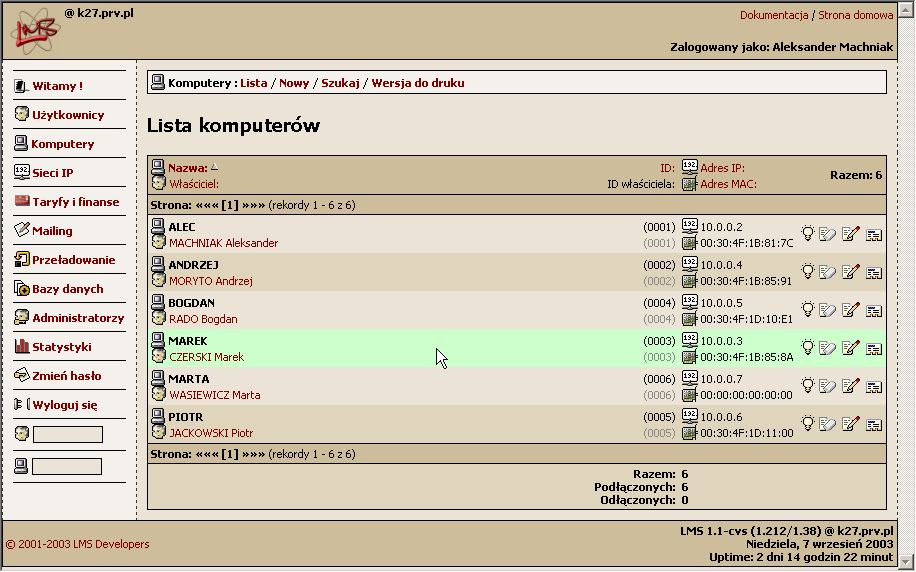 LMS
@ k27.prv.pl
Dokumentacja / Strona domowa
Zalogowany jako: Aleksander Machniak
Witamy !
Użytkownicy
Komputery
Sieci IP
Taryfy i finanse
Mailing
Przeładowanie
Bazy danych
Administratorzy
Statystyki
Zmień hasło
Wyloguj się
Komputery : Lista / Nowy / Szukaj / Wersja do druku
Lista komputerów
Nazwa: ID: Adres IP:
Właściciel: ID właściciela: Adres MAC:
Razem: 6
Strona: ««« [1] »»» (rekordy 1 - 6 z 6)
ALEC (0001) 10.0.0.2
MACHNIAK Aleksander (0001) 00:30:4F:1B:81:7C
ANDRZEJ (0002) 10.0.0.4
MORYTO Andrzej (0002) 00:30:4F:1B:85:91
BOGDAN (0004) 10.0.0.5
RADO Bogdan (0004) 00:30:4F:1D:10:E1
MAREK (0003) 10.0.0.3
CZERSKI Marek (0003) 00:30:4F:1B:85:8A
MARTA (0006) 10.0.0.7
WASIEWICZ Marta (0006) 00:00:00:00:00:00
PIOTR (0005) 10.0.0.6
JACKOWSKI Piotr (0005) 00:30:4F:1D:11:00
Strona: ««« [1] »»» (rekordy 1 - 6 z 6)
Razem: 6
Podłączonych: 6
Odłączonych: 0
© 2001-2003 LMS Developers
LMS 1.1-cvs (1.212/1.38) @ k27.prv.pl
Niedziela, 7 wrzesień 2003
Uptime: 2 dni 14 godzin 22 minut